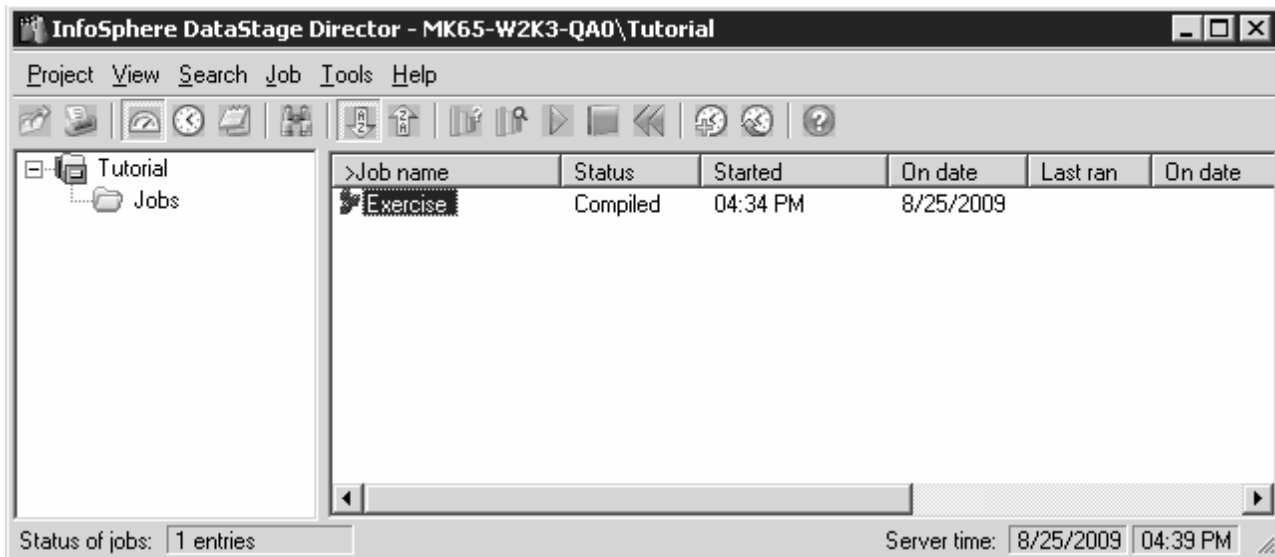 InfoSphere DataStage Director - MK65-W2K3-QA0\Tutorial
Project View Search Job Tools Help
Tutorial
Jobs
>Job name Status Started On date Last ran On date
Exercise Compiled 04:34 PM 8/25/2009
Status of jobs: 1 entries Server time: 8/25/2009 04:39 PM